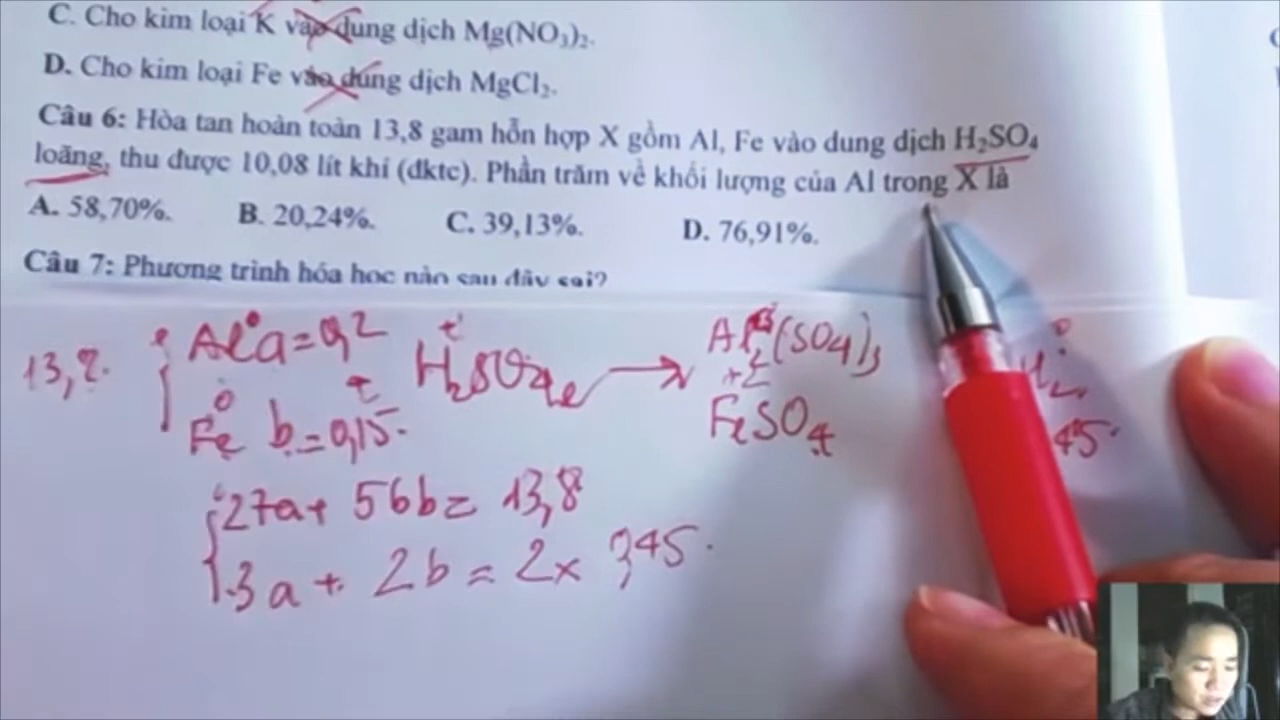 C. Cho kim loại K vào dung dịch Mg(NO₃)₂.
D. Cho kim loại Fe vào dung dịch MgCl₂.
Câu 6: Hòa tan hoàn toàn 13,8 gam hỗn hợp X gồm Al, Fe vào dung dịch H₂SO₄
loãng, thu được 10,08 lít khí (đktc). Phần trăm về khối lượng của Al trong X là
A. 58,70%. B. 20,24%. C. 39,13%. D. 76,91%.
Câu 7: Phương trình hóa học nào sau đây sai?
Al⁰ a = 0,2
13,8 H₂SO₄ → Al₂(SO₄)₃
Fe⁰ b = 0,15 FeSO₄
27a + 56b = 13,8
3a + 2b = 2x 0,45